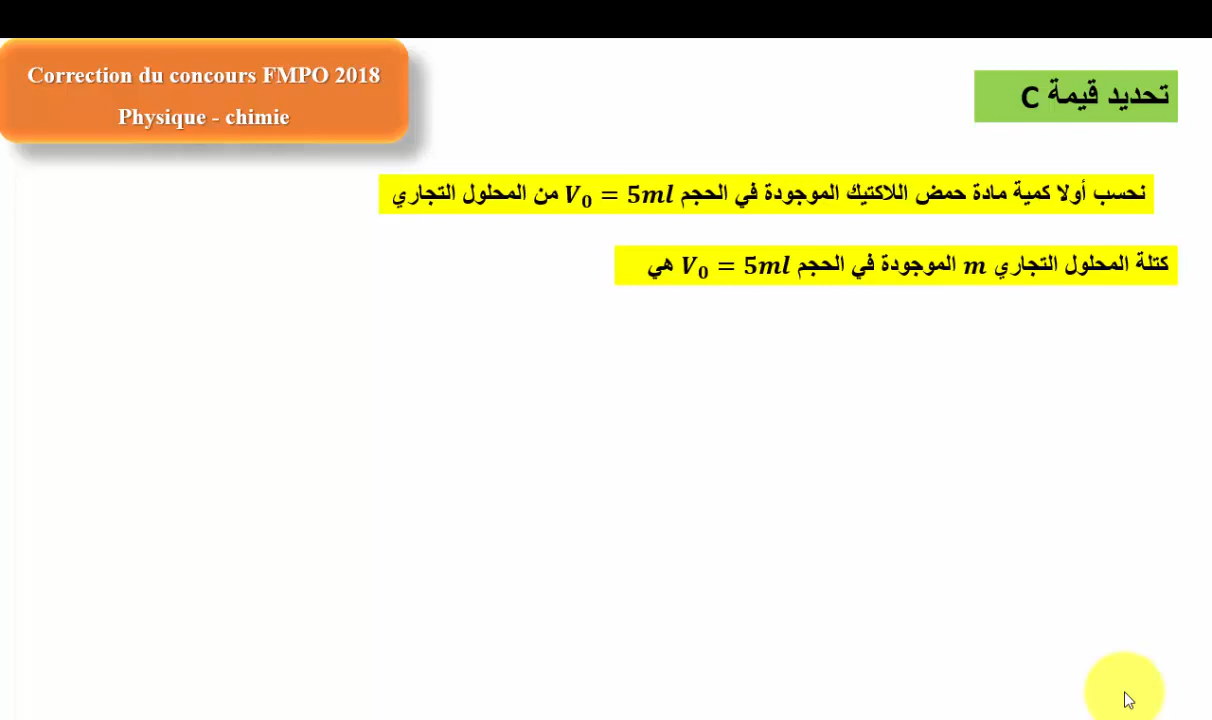 Correction du concours FMPO 2018
Physique - chimie
تحديد قيمة C
نحسب أولا كمية مادة حمض اللاكتيك الموجودة في الحجم V₀ = 5ml من المحلول التجاري
كتلة المحلول التجاري m الموجودة في الحجم V₀ = 5ml هي